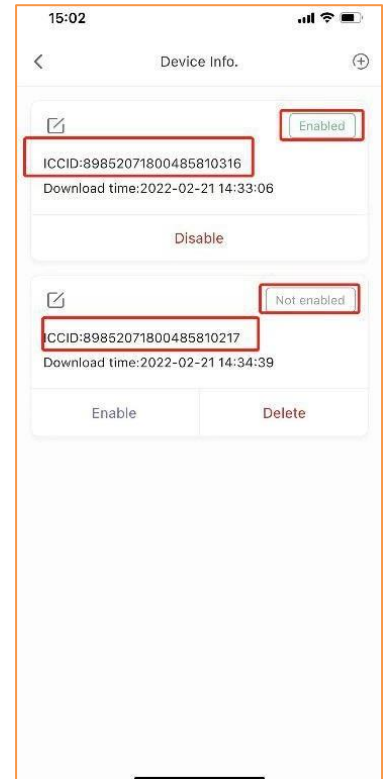 15:02
Device Info.
Enabled
ICCID:89852071800485810316
Download time:2022-02-21 14:33:06
Disable
Not enabled
ICCID:89852071800485810217
Download time:2022-02-21 14:34:39
Enable Delete